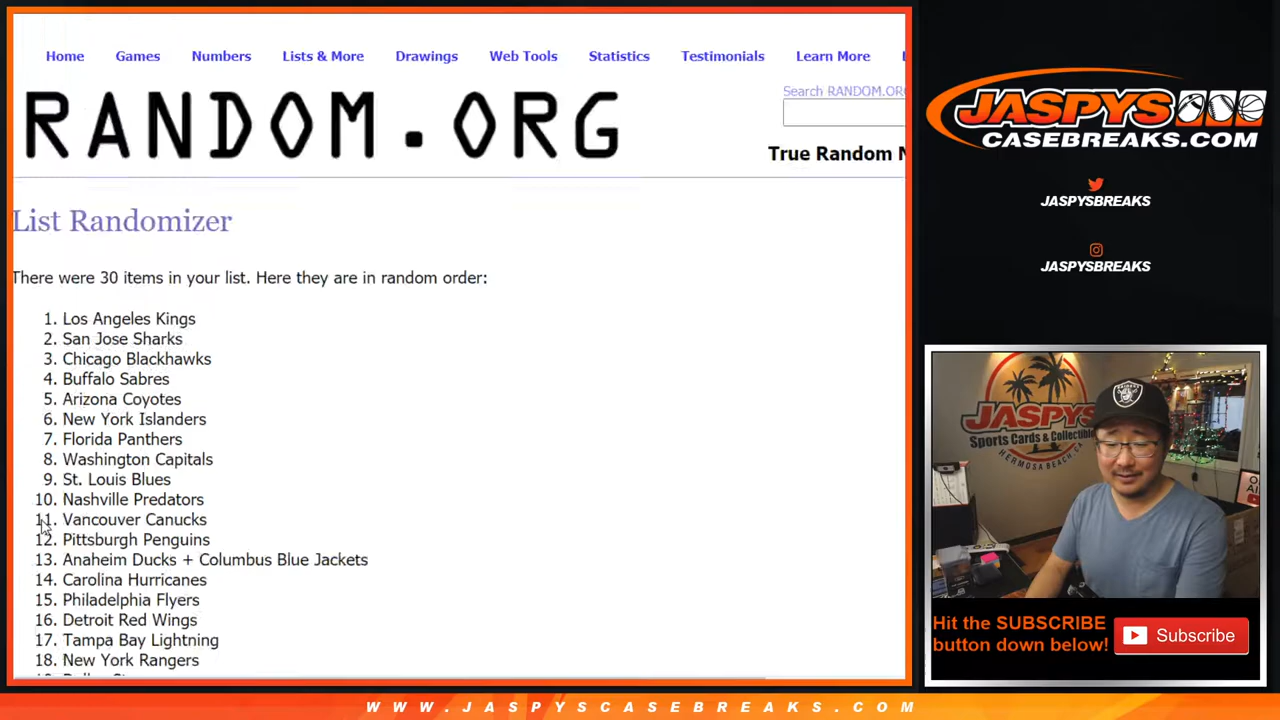 Home Games Numbers Lists & More Drawings Web Tools Statistics Testimonials Learn More
Search RANDOM.ORG
RANDOM.ORG
True Random N
List Randomizer
There were 30 items in your list. Here they are in random order:
1. Los Angeles Kings
2. San Jose Sharks
3. Chicago Blackhawks
4. Buffalo Sabres
5. Arizona Coyotes
6. New York Islanders
7. Florida Panthers
8. Washington Capitals
9. St. Louis Blues
10. Nashville Predators
11. Vancouver Canucks
12. Pittsburgh Penguins
13. Anaheim Ducks + Columbus Blue Jackets
14. Carolina Hurricanes
15. Philadelphia Flyers
16. Detroit Red Wings
17. Tampa Bay Lightning
18. New York Rangers
JASPYS
CASEBREAKS.COM
JASPYSBREAKS
JASPYSBREAKS
RAIDERS
JASPYS
Sports Cards & Collectible
HERMOSA BEACH, CA
Hit the SUBSCRIBE
button down below!
Subscribe
WWW.JASPYSCASEBREAKS.COM